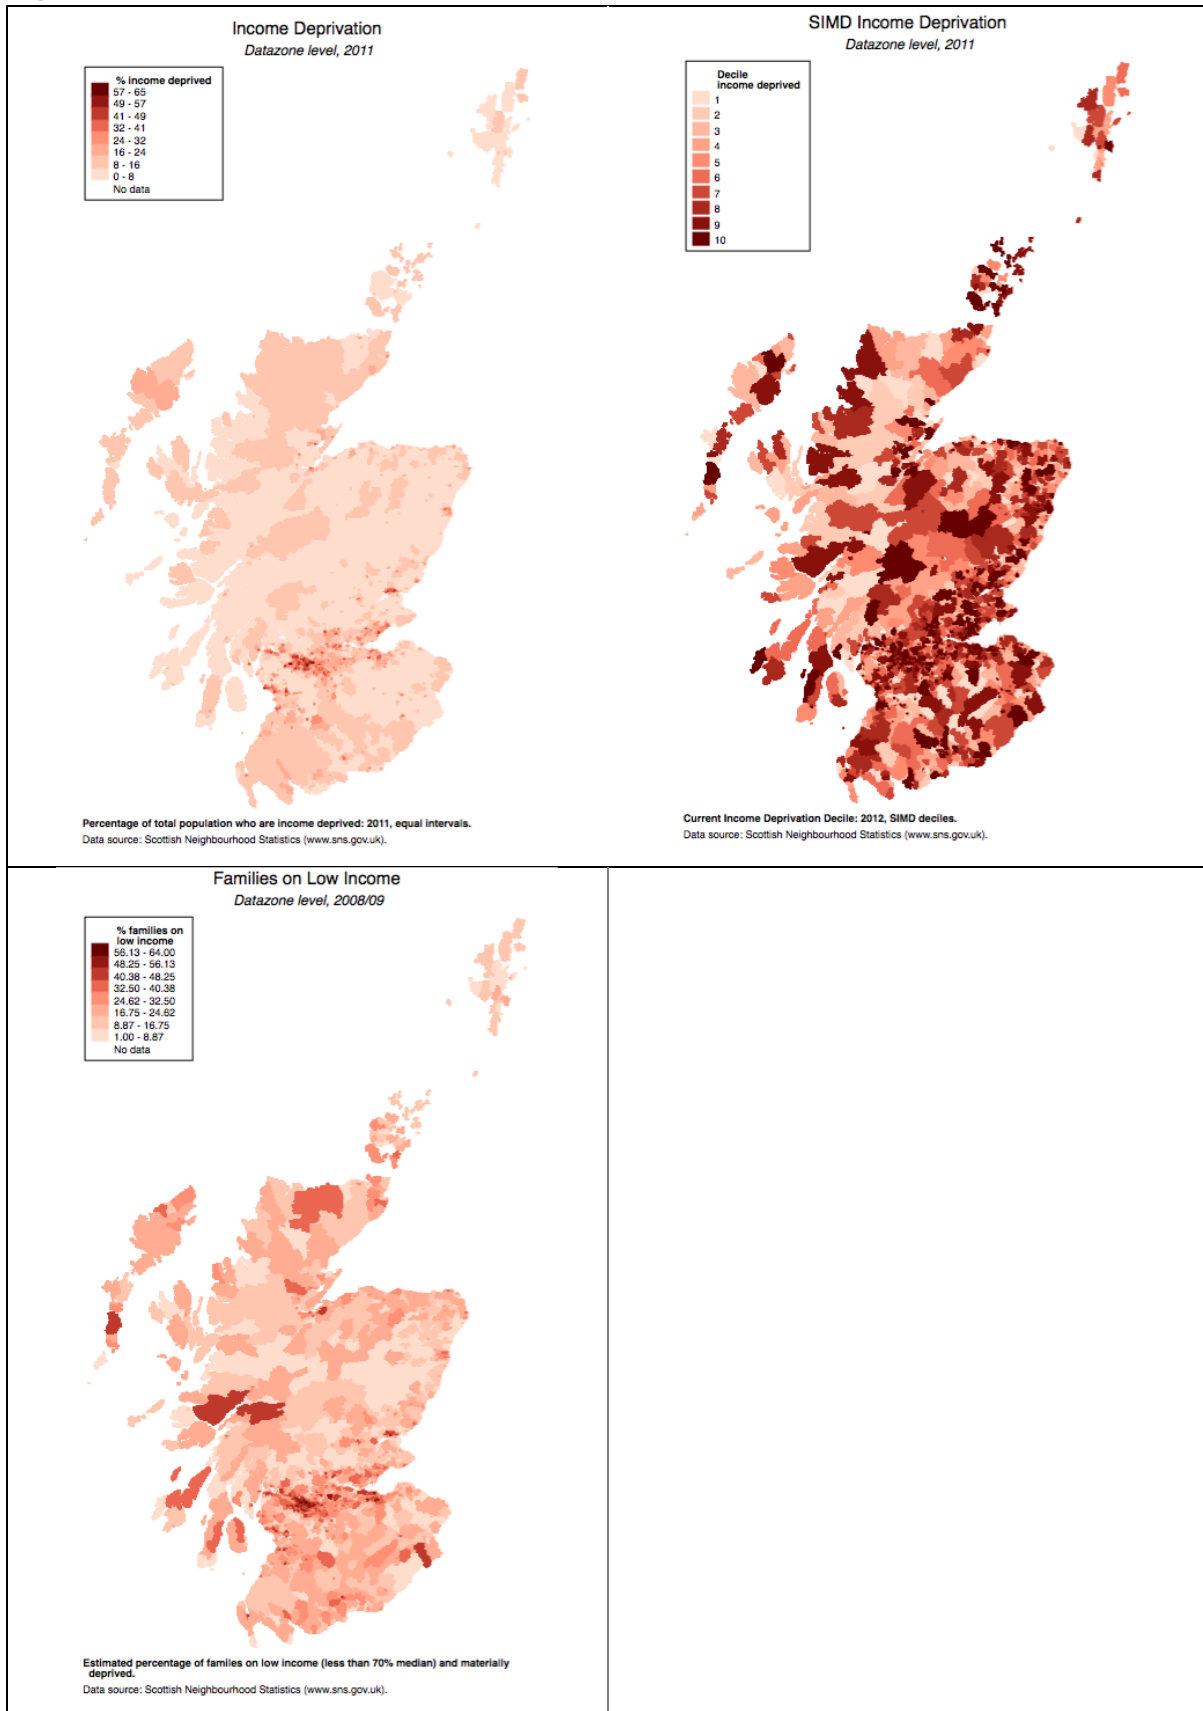 Income Deprivation
Datazone level, 2011
% income deprived
57 - 65
49 - 57
41 - 49
32 - 41
24 - 32
16 - 24
8 - 16
0 - 8
No data
Percentage of total population who are income deprived: 2011, equal intervals.
Data source: Scottish Neighbourhood Statistics (www.sns.gov.uk).
SIMD Income Deprivation
Datazone level, 2011
Decile
income deprived
1
2
3
4
5
6
7
8
9
10
Current Income Deprivation Decile: 2012, SIMD deciles.
Data source: Scottish Neighbourhood Statistics (www.sns.gov.uk).
Families on Low Income
Datazone level, 2008/09
% families on
low income
56.13 - 64.00
48.25 - 56.13
40.38 - 48.25
32.50 - 40.38
24.62 - 32.50
16.75 - 24.62
8.87 - 16.75
1.00 - 8.87
No data
Estimated percentage of familes on low income (less than 70% median) and materially
deprived.
Data source: Scottish Neighbourhood Statistics (www.sns.gov.uk).